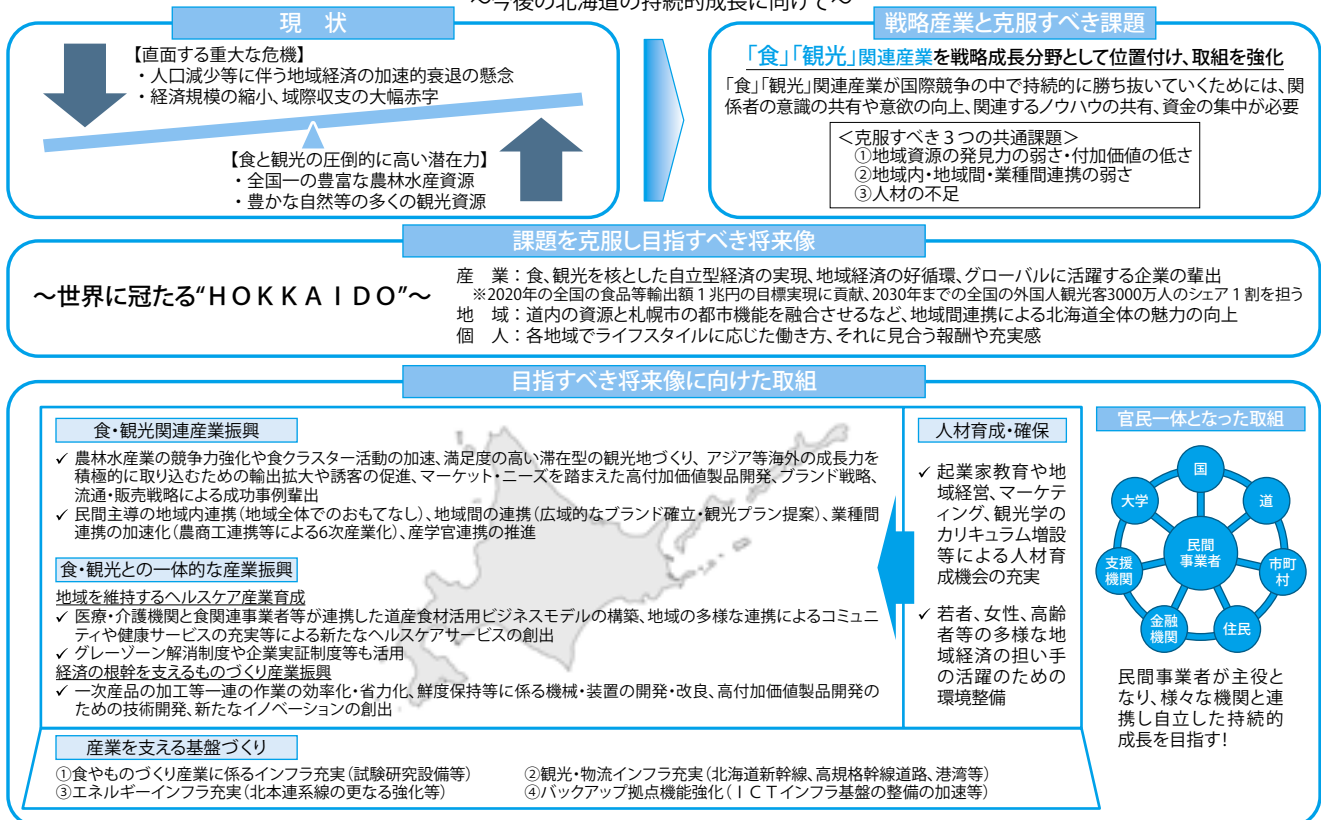 ～今後の北海道の持続的成長に向けて～
現　状
【直面する重大な危機】
・人口減少等に伴う地域経済の加速的衰退の懸念
・経済規模の縮小、域際収支の大幅赤字
【食と観光の圧倒的に高い潜在力】
・全国一の豊富な農林水産資源
・豊かな自然等の多くの観光資源
戦略産業と克服すべき課題
「食」「観光」関連産業を戦略成長分野として位置付け、取組を強化
「食」「観光」関連産業が国際競争の中で持続的に勝ち抜いていくためには、関
係者の意識の共有や意欲の向上、関連するノウハウの共有、資金の集中が必要
＜克服すべき３つの共通課題＞
①地域資源の発見力の弱さ・付加価値の低さ
②地域内・地域間・業種間連携の弱さ
③人材の不足
課題を克服し目指すべき将来像
～世界に冠たる“ＨＯＫＫＡＩＤＯ”～
産　業：食、観光を核とした自立型経済の実現、地域経済の好循環、グローバルに活躍する企業の輩出
※2020年の全国の食品等輸出額１兆円の目標実現に貢献、2030年までの全国の外国人観光客3000万人のシェア１割を担う
地　域：道内の資源と札幌市の都市機能を融合させるなど、地域間連携による北海道全体の魅力の向上
個　人：各地域でライフスタイルに応じた働き方、それに見合う報酬や充実感
目指すべき将来像に向けた取組
食・観光関連産業振興
✓ 農林水産業の競争力強化や食クラスター活動の加速、満足度の高い滞在型の観光地づくり、アジア等海外の成長力を
積極的に取り込むための輸出拡大や誘客の促進、マーケット・ニーズを踏まえた高付加価値製品開発、ブランド戦略、
流通・販売戦略による成功事例輩出
✓ 民間主導の地域内連携（地域全体でのおもてなし）、地域間の連携（広域的なブランド確立・観光プラン提案）、業種間
連携の加速化（農商工連携等による6次産業化）、産学官連携の推進
食・観光との一体的な産業振興
地域を維持するヘルスケア産業育成
✓ 医療・介護機関と食関連事業者等が連携した道産食材活用ビジネスモデルの構築、地域の多様な連携によるコミュニ
ティや健康サービスの充実等による新たなヘルスケアサービスの創出
✓ グレーゾーン解消制度や企業実証制度等も活用
経済の根幹を支えるものづくり産業振興
✓ 一次産品の加工等一連の作業の効率化・省力化、鮮度保持等に係る機械・装置の開発・改良、高付加価値製品開発の
ための技術開発、新たなイノベーションの創出
人材育成・確保
✓ 起業家教育や地
域経営、マーケテ
ィング、観光学の
カリキュラム増設
等による人材育
成機会の充実
✓ 若者、女性、高齢
者等の多様な地
域経済の担い手
の活躍のための
環境整備
産業を支える基盤づくり
①食やものづくり産業に係るインフラ充実（試験研究設備等）
②観光・物流インフラ充実（北海道新幹線、高規格幹線道路、港湾等）
③エネルギーインフラ充実（北本連系線の更なる強化等）
④バックアップ拠点機能強化（ＩＣＴインフラ基盤の整備の加速等）
官民一体となった取組
国
大学
道
民間
事業者
支援
機関
市町
村
金融
機関
住民
民間事業者が主役と
なり、様々な機関と連
携し自立した持続的
成長を目指す！